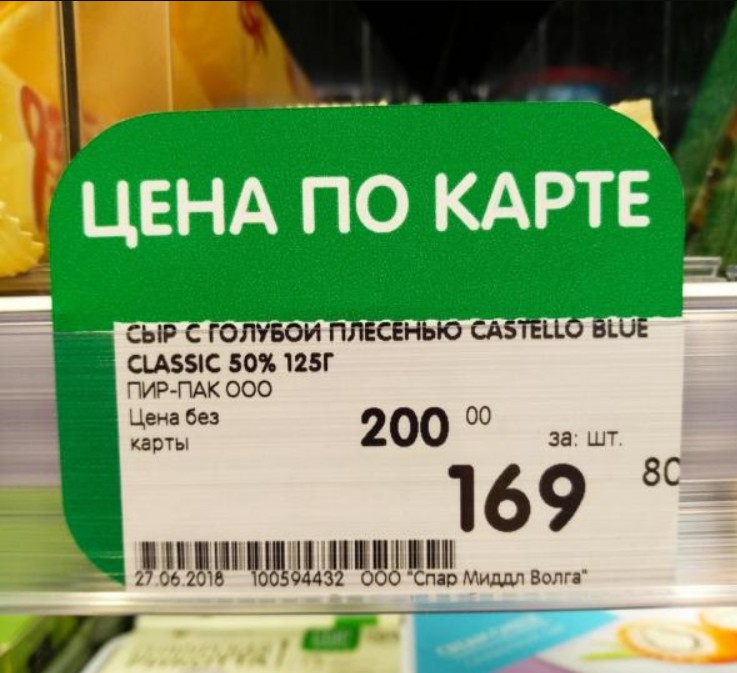 ЦЕНА ПО КАРТЕ
СЫР С ГОЛУБОЙ ПЛЕСЕНЬЮ CASTELLO BLUE
CLASSIC 50% 125Г
ПИР-ПАК ООО
Цена без
карты
200 00
за: шт.
169 80
27.06.2018 100594432 ООО "Спар Миддл Волга"